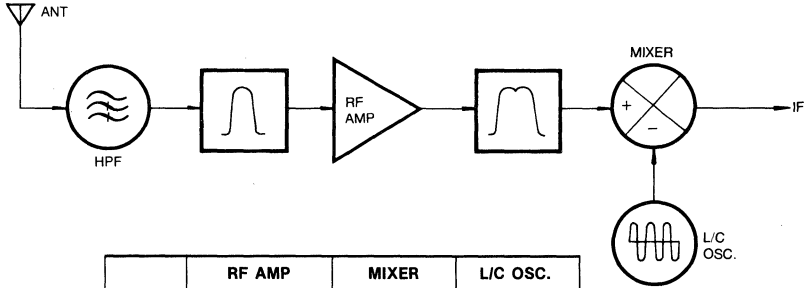 ANT
MIXER
RF
AMP
+
−
IF
HPF
L/C
OSC.
RF AMP MIXER L/C OSC.